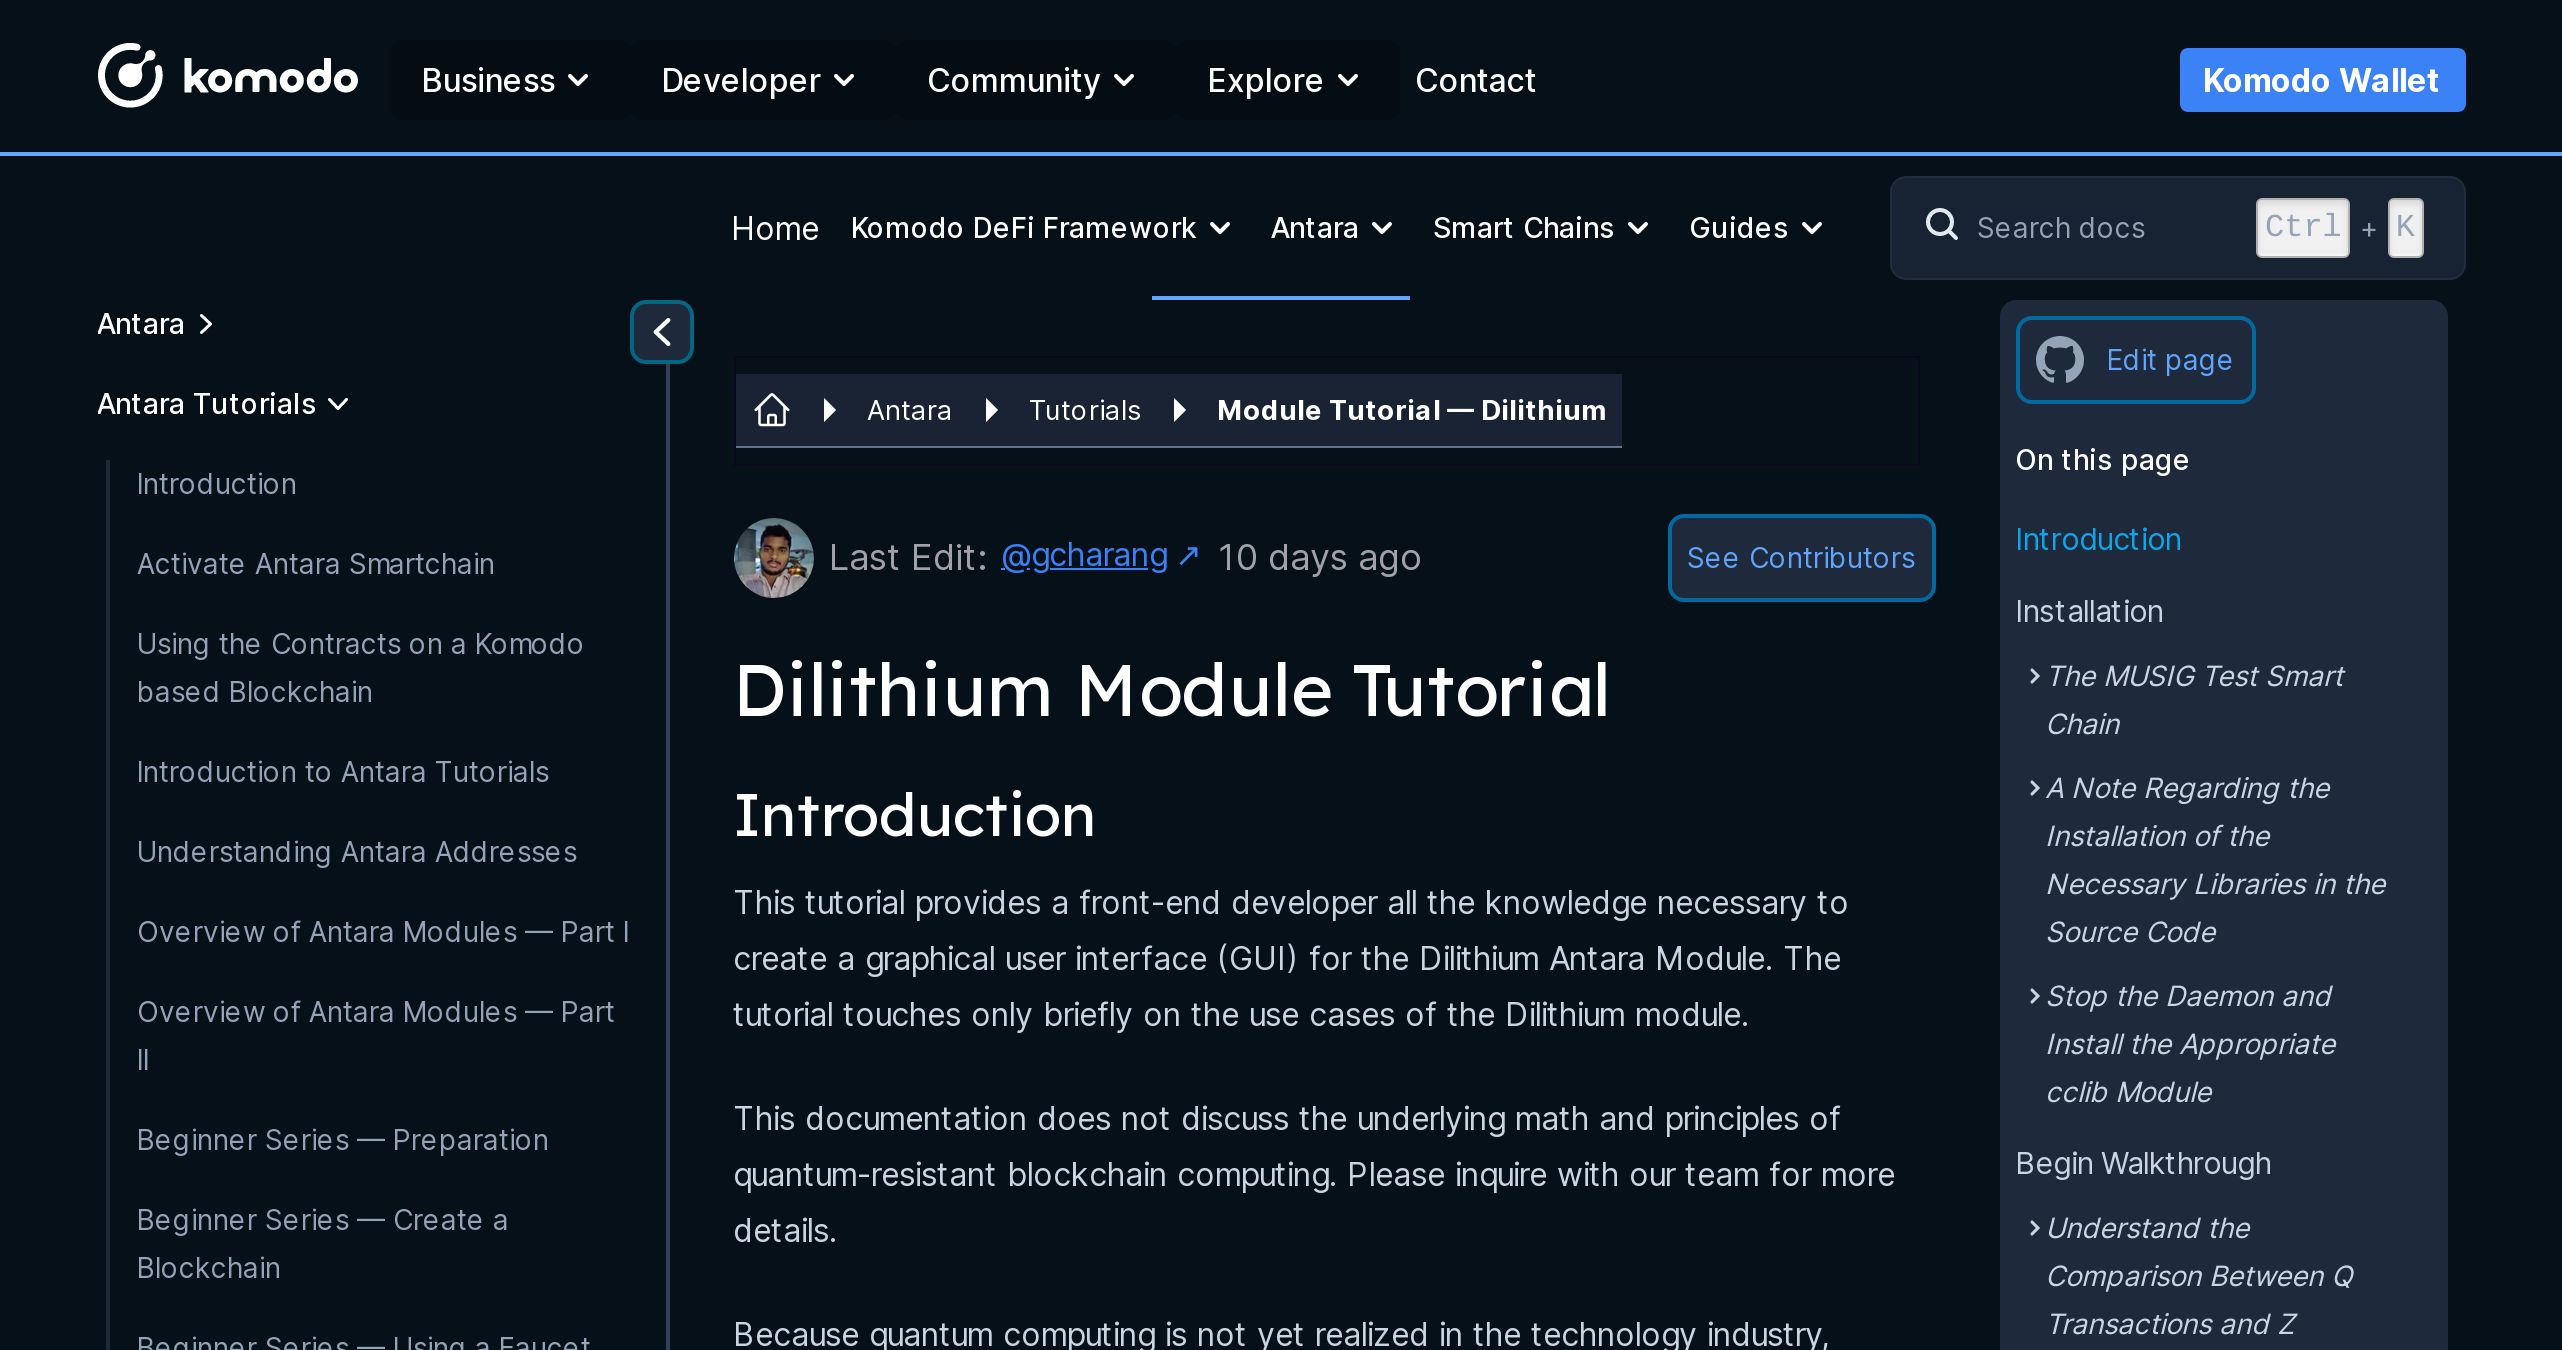 komodo
Business
Developer
Community
Explore
Contact
Komodo Wallet
Home
Komodo DeFi Framework
Antara
Smart Chains
Guides
Search docs
Ctrl + K
Antara
Antara Tutorials
Introduction
Activate Antara Smartchain
Using the Contracts on a Komodo
based Blockchain
Introduction to Antara Tutorials
Understanding Antara Addresses
Overview of Antara Modules — Part I
Overview of Antara Modules — Part
II
Beginner Series — Preparation
Beginner Series — Create a
Blockchain
Beginner Series — Using a Faucet
Antara
Tutorials
Module Tutorial — Dilithium
Last Edit: @gcharang ↗ 10 days ago
See Contributors
Dilithium Module Tutorial
Introduction
This tutorial provides a front-end developer all the knowledge necessary to
create a graphical user interface (GUI) for the Dilithium Antara Module. The
tutorial touches only briefly on the use cases of the Dilithium module.
This documentation does not discuss the underlying math and principles of
quantum-resistant blockchain computing. Please inquire with our team for more
details.
Because quantum computing is not yet realized in the technology industry,
Edit page
On this page
Introduction
Installation
The MUSIG Test Smart
Chain
A Note Regarding the
Installation of the
Necessary Libraries in the
Source Code
Stop the Daemon and
Install the Appropriate
cclib Module
Begin Walkthrough
Understand the
Comparison Between Q
Transactions and Z